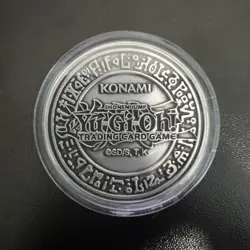 KONAMI
SHONEN JUMP
Yu-Gi-Oh!
TRADING CARD GAME
©SD/S, T, K